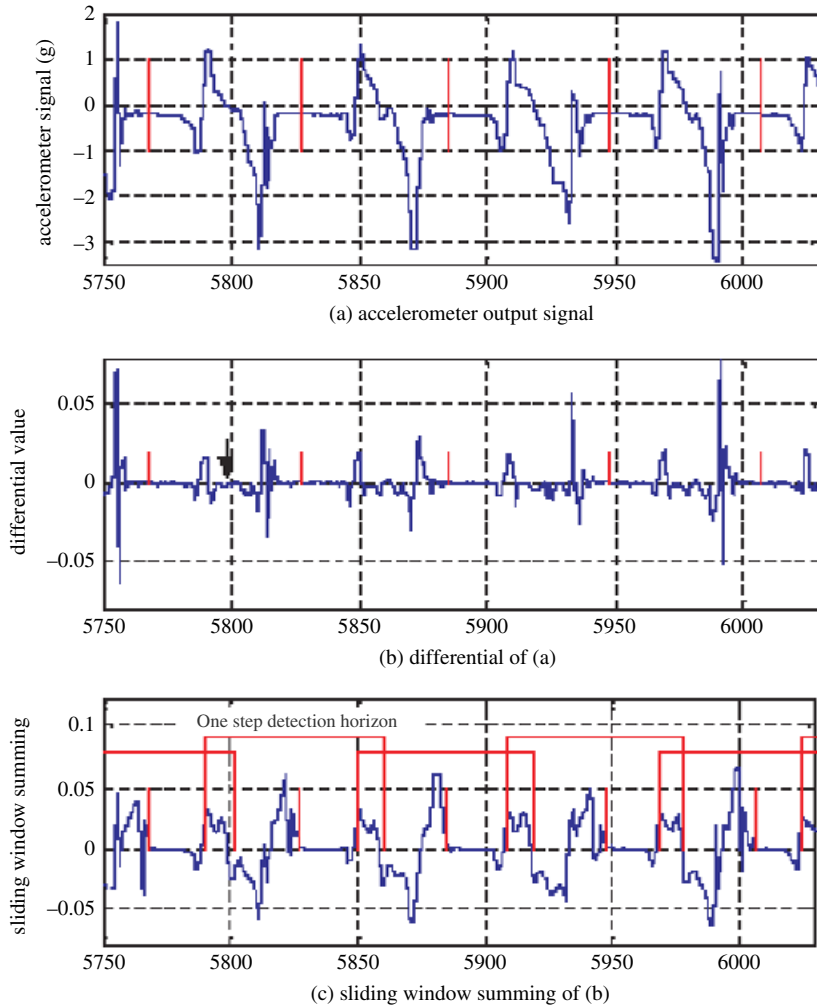 accelerometer signal (g)
2
1
0
–1
–2
–3
5750 5800 5850 5900 5950 6000
(a) accelerometer output signal
differential value
0.05
0
–0.05
5750 5800 5850 5900 5950 6000
(b) differential of (a)
sliding window summing
0.1
One step detection horizon
0.05
0
–0.05
5750 5800 5850 5900 5950 6000
(c) sliding window summing of (b)